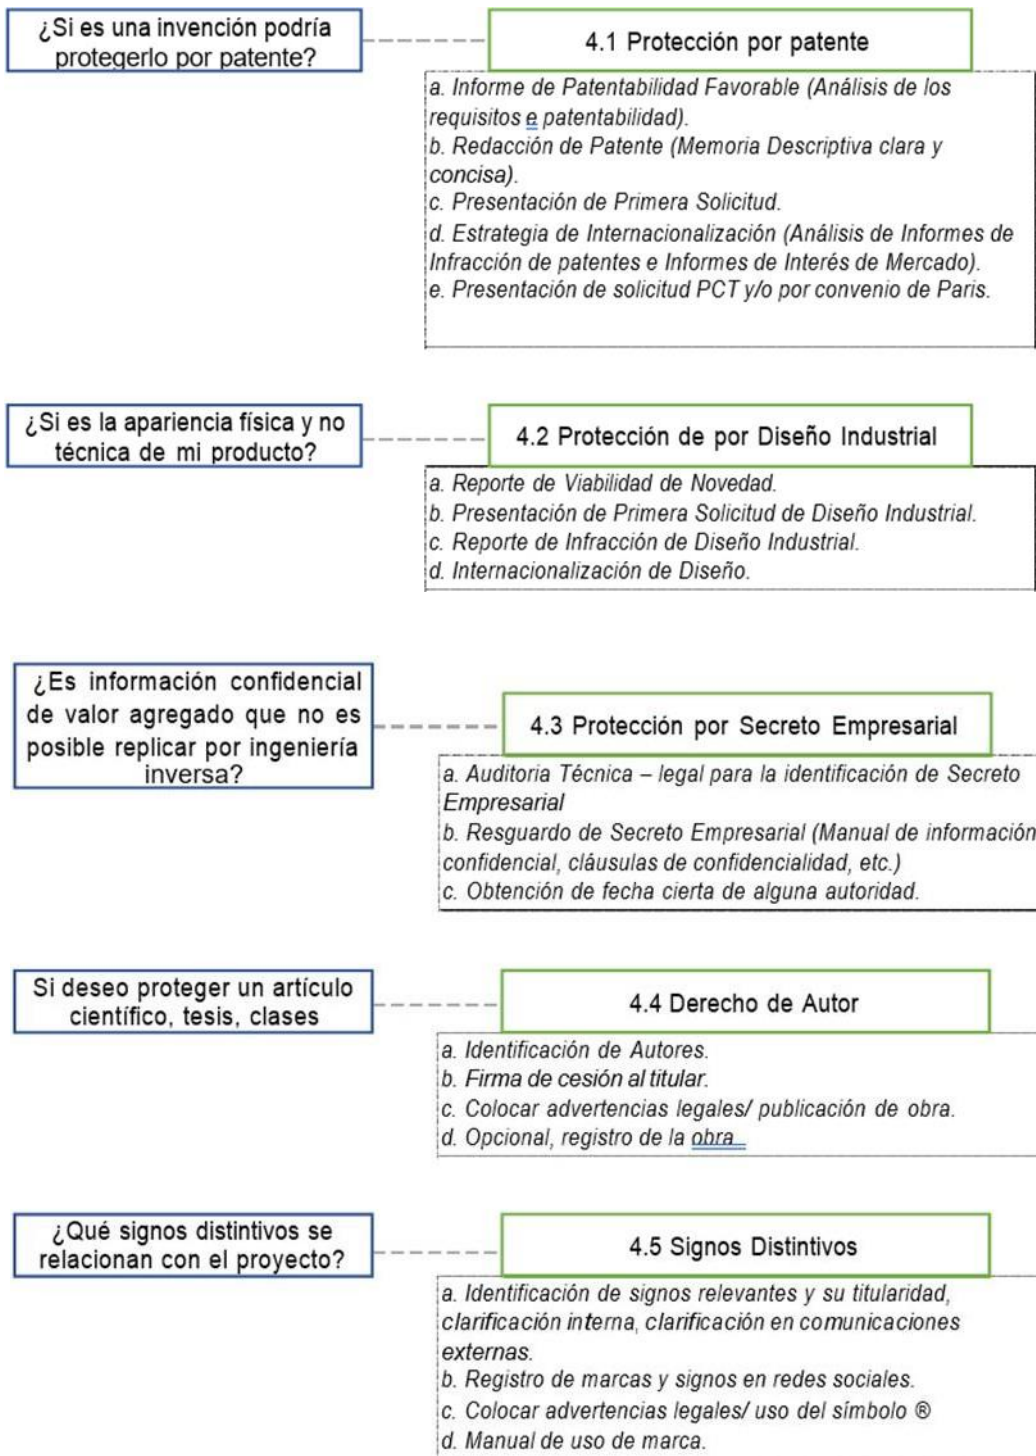 ¿Si es una invención podría
protegerlo por patente?
4.1 Protección por patente
a. Informe de Patentabilidad Favorable (Análisis de los
requisitos e patentabilidad).
b. Redacción de Patente (Memoria Descriptiva clara y
concisa).
c. Presentación de Primera Solicitud.
d. Estrategia de Internacionalización (Análisis de Informes de
Infracción de patentes e Informes de Interés de Mercado).
e. Presentación de solicitud PCT y/o por convenio de Paris.
¿Si es la apariencia física y no
técnica de mi producto?
4.2 Protección de por Diseño Industrial
a. Reporte de Viabilidad de Novedad.
b. Presentación de Primera Solicitud de Diseño Industrial.
c. Reporte de Infracción de Diseño Industrial.
d. Internacionalización de Diseño.
¿Es información confidencial
de valor agregado que no es
posible replicar por ingeniería
inversa?
4.3 Protección por Secreto Empresarial
a. Auditoria Técnica – legal para la identificación de Secreto
Empresarial
b. Resguardo de Secreto Empresarial (Manual de información
confidencial, cláusulas de confidencialidad, etc.)
c. Obtención de fecha cierta de alguna autoridad.
Si deseo proteger un artículo
científico, tesis, clases
4.4 Derecho de Autor
a. Identificación de Autores.
b. Firma de cesión al titular.
c. Colocar advertencias legales/ publicación de obra.
d. Opcional, registro de la obra
¿Qué signos distintivos se
relacionan con el proyecto?
4.5 Signos Distintivos
a. Identificación de signos relevantes y su titularidad,
clarificación interna, clarificación en comunicaciones
externas.
b. Registro de marcas y signos en redes sociales.
c. Colocar advertencias legales/ uso del símbolo ®
d. Manual de uso de marca.